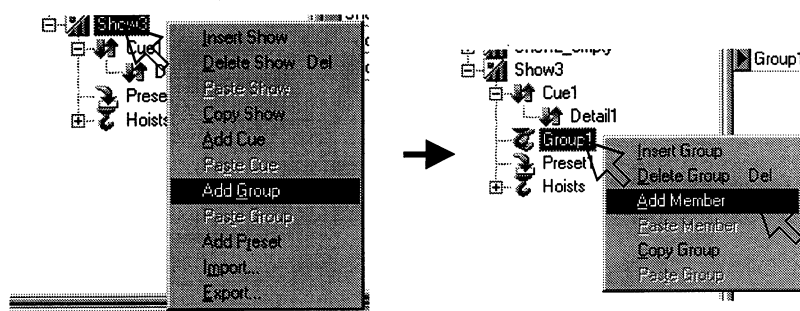 Show3
Cue1
D
Prese
Hoists
Insert Show
Delete Show Del
Paste Show
Copy Show
Add Cue
Paste Cue
Add Group
Paste Group
Add Preset
Import...
Export...
Show2_empty
Show3
Cue1
Detail1
Group1
Preset1
Hoists
Group1
Insert Group
Delete Group Del
Add Member
Paste Member
Copy Group
Paste Group